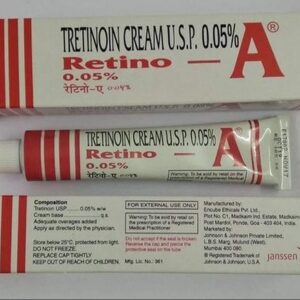 TRETINOIN CREAM U.S.P. 0.05%
Retino - A®
0.05%
रेटिनो-ए ०.०५%
TRETINOIN CREAM U.S.P. 0.05%
Retino - A®
0.05%
रेटिनो-ए ०.०५%
Warning: To be sold by retail on
the prescription of a Registered Medical
Composition
Tretinoin USP ........... 0.05% w/w
Cream base ........... q.s.
Adequate overages added
Apply as directed by the physician.
Store below 25°C, protected from light.
DO NOT FREEZE.
REPLACE CAP TIGHTLY
KEEP OUT OF REACH OF CHILDREN.
FOR EXTERNAL USE ONLY
Warning: To be sold by retail on
the prescription of a Registered
Medical Practitioner
Do not accept if the seal is broken.
Reverse the cap and pierce the
protective seal on the tube.
Mfg. Lic. No.: 361
Manufactured by:
Encube Ethicals Pvt. Ltd.
Plot No. C1, Madkaim Ind. Estate, Madkaim
Post Mardol, Ponda, Goa - 403 404, India.
Marketed by:
Johnson & Johnson Private Limited,
L.B.S. Marg, Mulund (West),
Mumbai 400 080.
® Registered Trademark of
Johnson & Johnson, U.S.A.
janssen